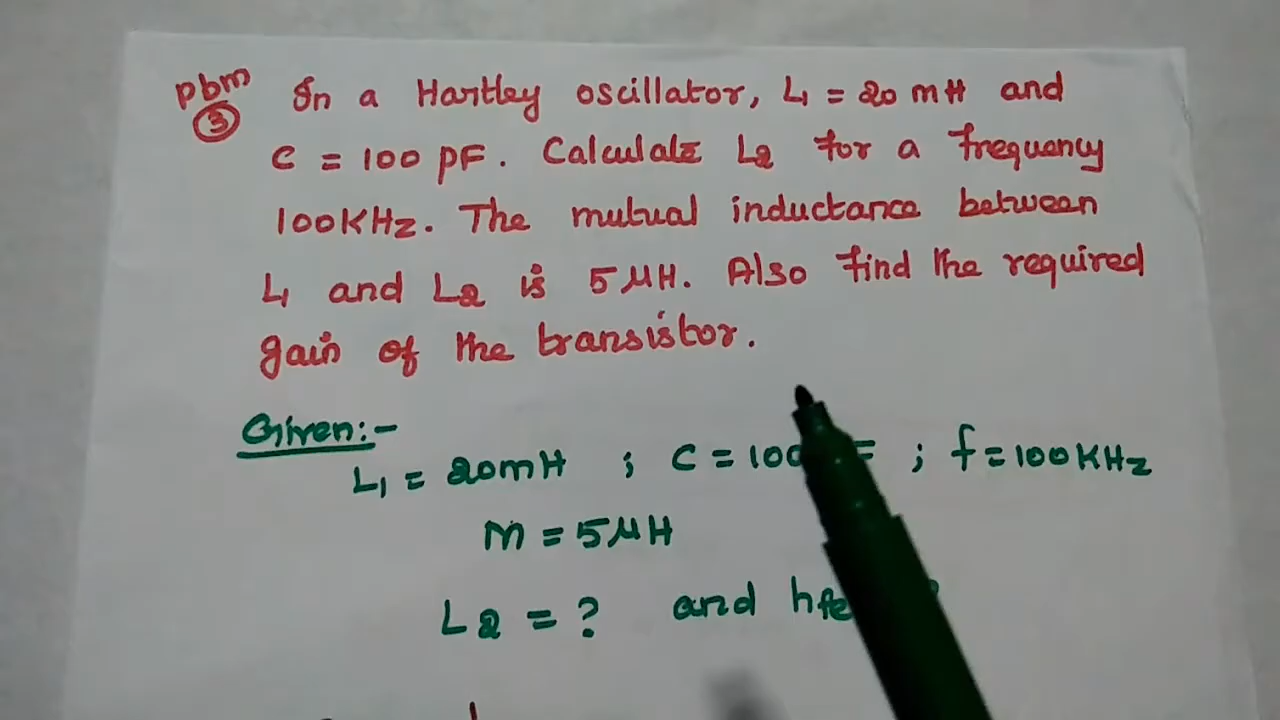 Pbm
③ In a Hartley oscillator, L1 = 20 mH and
C = 100 pF. Calculate L2 for a frequency
100KHz. The mutual inductance between
L1 and L2 is 5 μH. Also find the required
gain of the transistor.
Given:-
L1 = 20mH ; C = 100 ; f = 100KHz
M = 5μH
L2 = ? and hfe